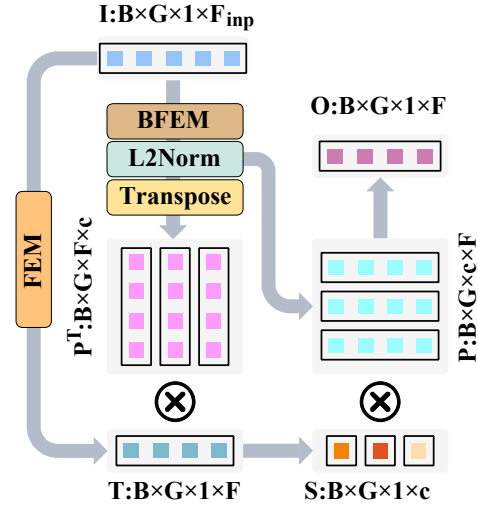 I:B×G×1×F_inp
O:B×G×1×F
BFEM
L2Norm
Transpose
FEM
P^T:B×G×F×c
P:B×G×c×F
T:B×G×1×F
S:B×G×1×c